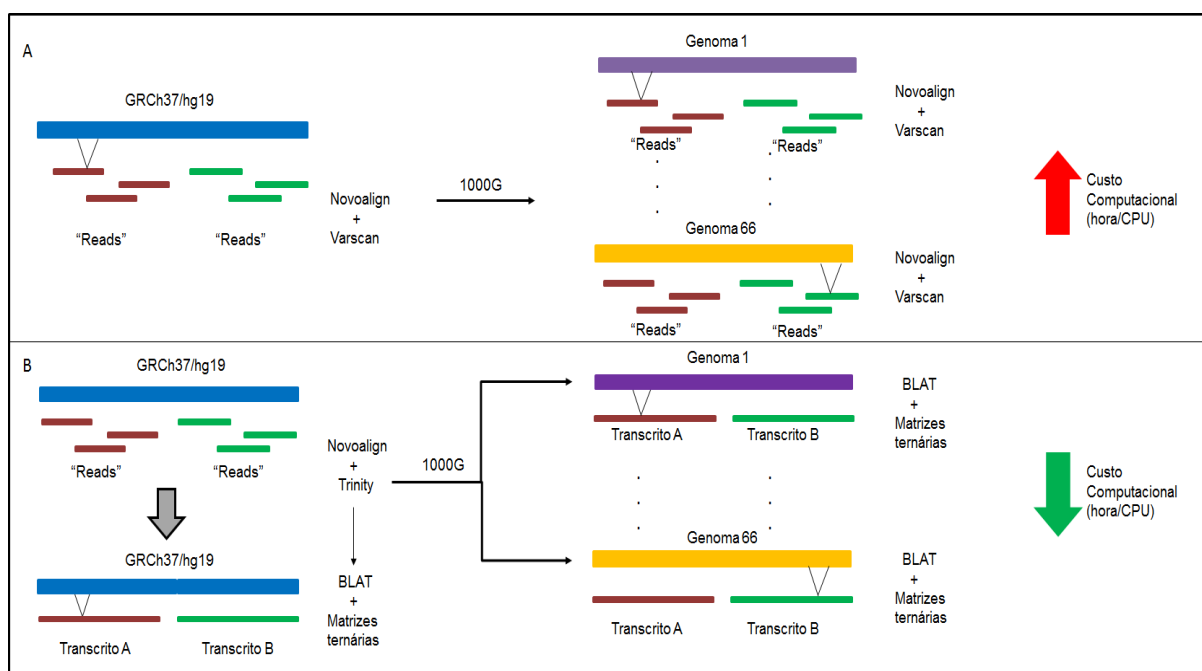 A
GRCh37/hg19
"Reads"
"Reads"
Novoalign
+
Varscan
1000G
Genoma 1
"Reads"
"Reads"
Novoalign
+
Varscan
Genoma 66
"Reads"
"Reads"
Novoalign
+
Varscan
Custo
Computacional
(hora/CPU)
B
GRCh37/hg19
"Reads"
"Reads"
Novoalign
+
Trinity
GRCh37/hg19
Transcrito A
Transcrito B
BLAT
+
Matrizes
ternárias
1000G
Genoma 1
Transcrito A
Transcrito B
BLAT
+
Matrizes
ternárias
Genoma 66
Transcrito A
Transcrito B
BLAT
+
Matrizes
ternárias
Custo
Computacional
(hora/CPU)